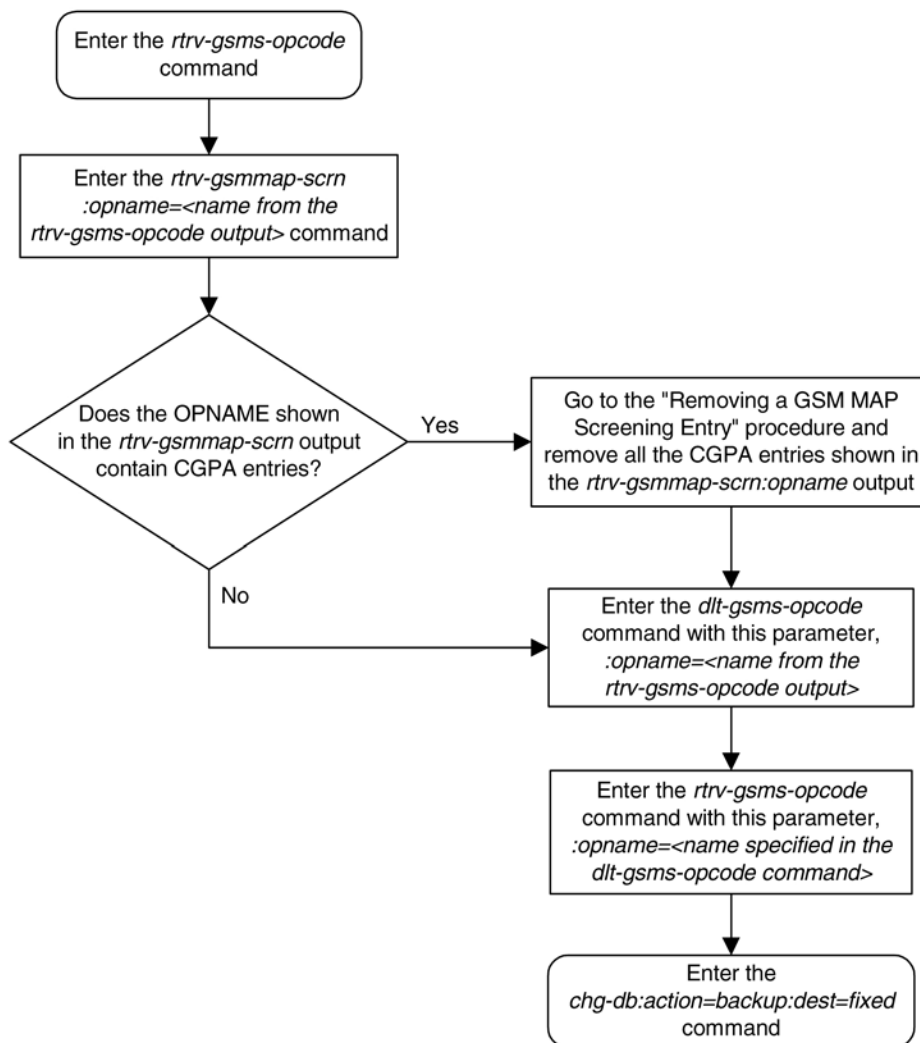 Enter the rtrv-gsms-opcode
command
Enter the rtrv-gsmmap-scrn
:opname=<name from the
rtrv-gsms-opcode output> command
Does the OPNAME shown
in the rtrv-gsmmap-scrn output
contain CGPA entries?
Yes
Go to the "Removing a GSM MAP
Screening Entry" procedure and
remove all the CGPA entries shown in
the rtrv-gsmmap-scrn:opname output
No
Enter the dlt-gsms-opcode
command with this parameter,
:opname=<name from the
rtrv-gsms-opcode output>
Enter the rtrv-gsms-opcode
command with this parameter,
:opname=<name specified in the
dlt-gsms-opcode command>
Enter the
chg-db:action=backup:dest=fixed
command